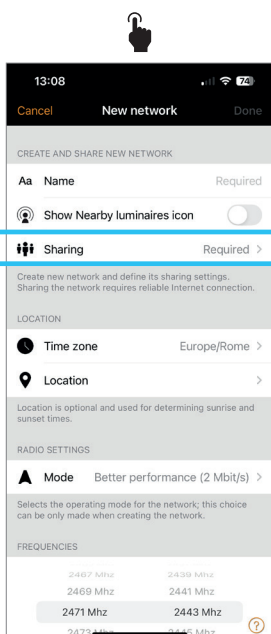 13:08 74
Cancel New network Done
CREATE AND SHARE NEW NETWORK
Aa Name Required
Show Nearby luminaires icon
Sharing Required >
Create new network and define its sharing settings.
Sharing the network requires reliable Internet connection.
LOCATION
Time zone Europe/Rome >
Location >
Location is optional and used for determining sunrise and
sunset times.
RADIO SETTINGS
Mode Better performance (2 Mbit/s) >
Selects the operating mode for the network; this choice
can be only made when creating the network.
FREQUENCIES
2467 Mhz 2439 Mhz
2469 Mhz 2441 Mhz
2471 Mhz 2443 Mhz
2473 Mhz 2445 Mhz
?